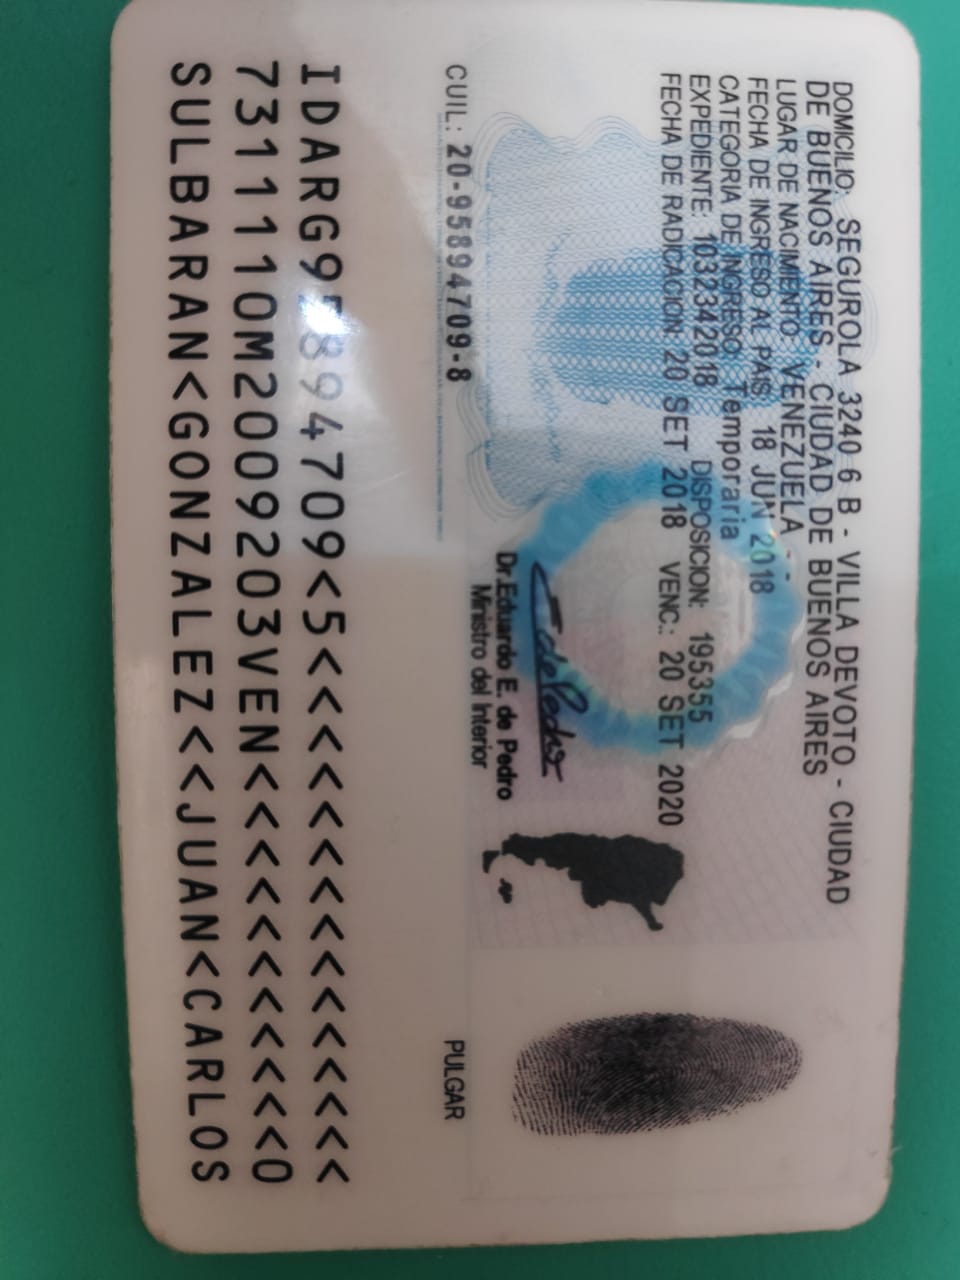 DOMICILIO: SEGUROLA 3240 6 B - VILLA DEVOTO - CIUDAD
DE BUENOS AIRES - CIUDAD DE BUENOS AIRES
LUGAR DE NACIMIENTO: VENEZUELA - -
FECHA DE INGRESO AL PAIS: 18 JUN 2018
CATEGORIA DE INGRESO: Temporaria
EXPEDIENTE: 1032342018 DISPOSICION: 195355
FECHA DE RADICACION: 20 SET 2018 VENC.: 20 SET 2020
E de Pedro
Dr.Eduardo E. de Pedro
Ministro del Interior
CUIL: 20-95894709-8
PULGAR
IDARG95894709<5<<<<<<<<<<<<<<<
7311110M2009203VEN<<<<<<<<<<<0
SULBARAN<GONZALEZ<<JUAN<CARLOS